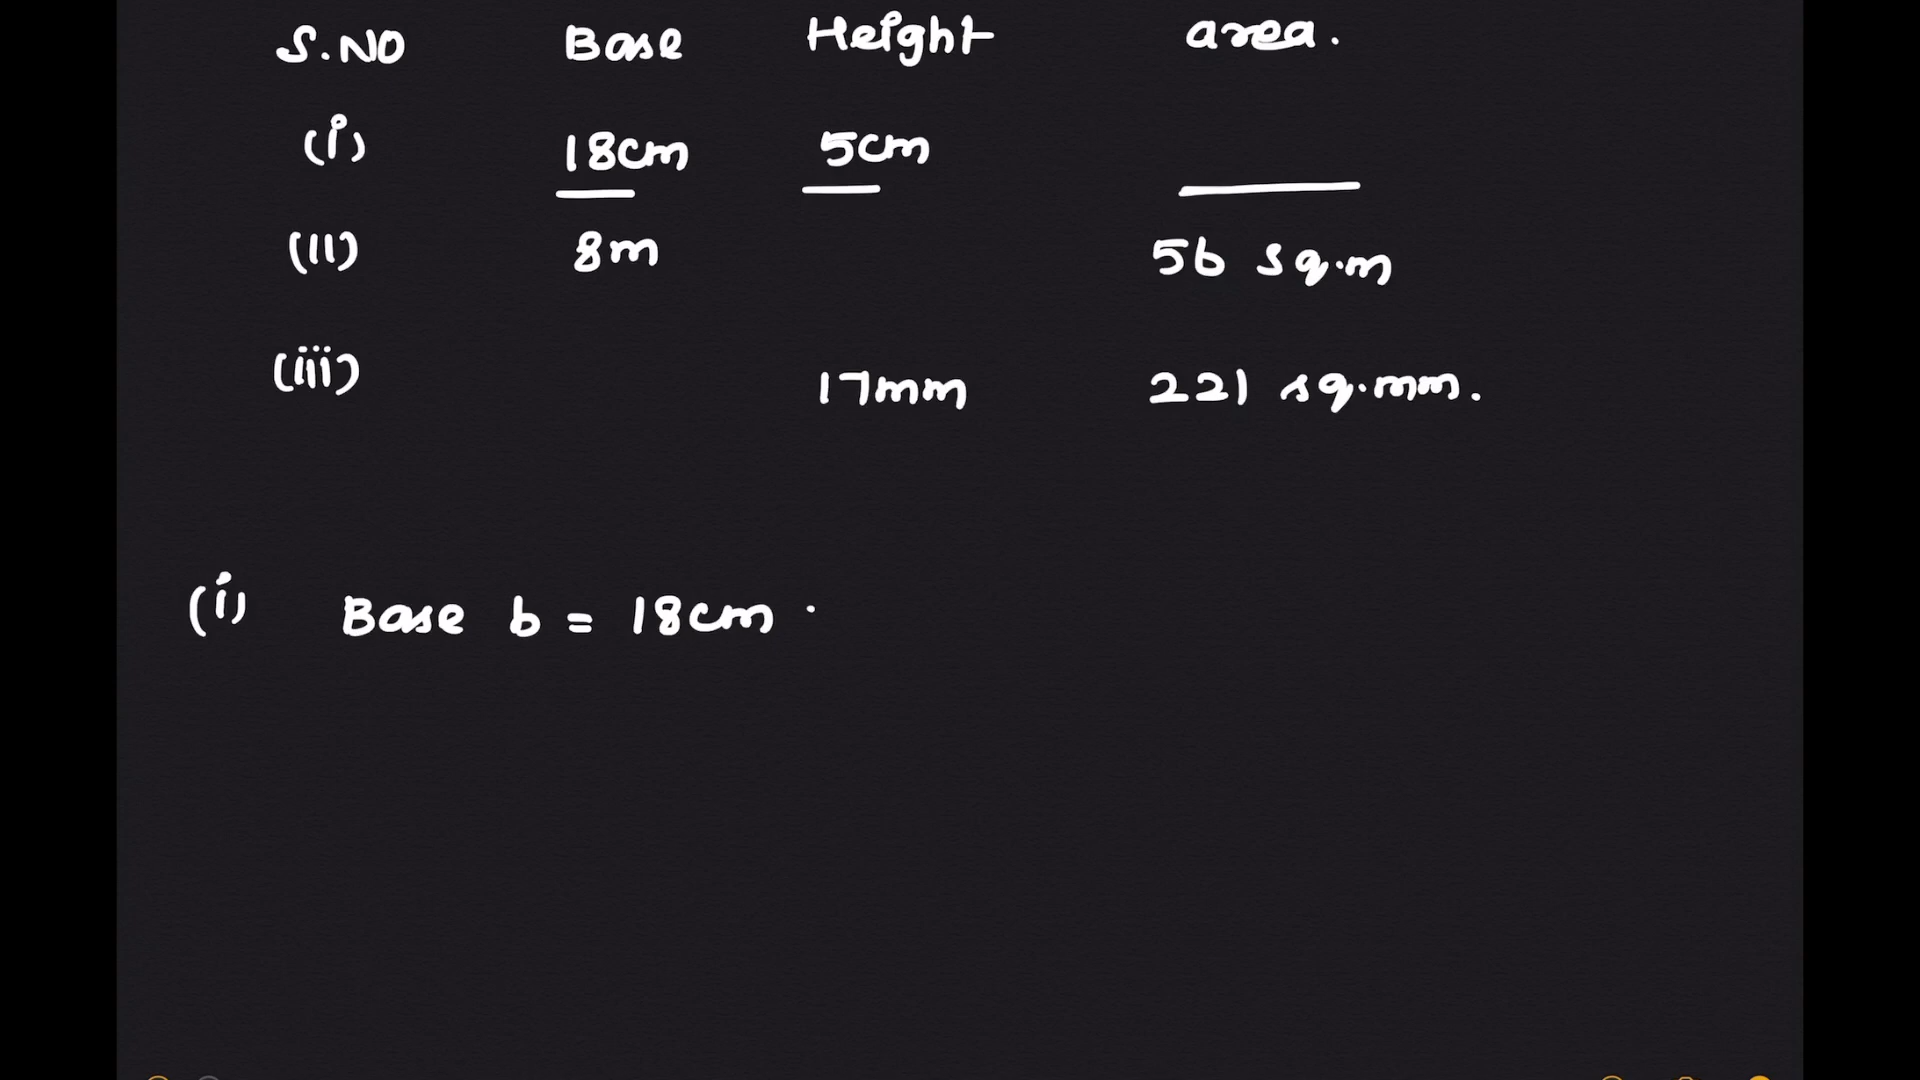 S.NO Base Height area.
(i) 18cm 5cm
(ii) 8m 56 sq.m
(iii) 17mm 221 sq.mm.
(i) Base b = 18cm.